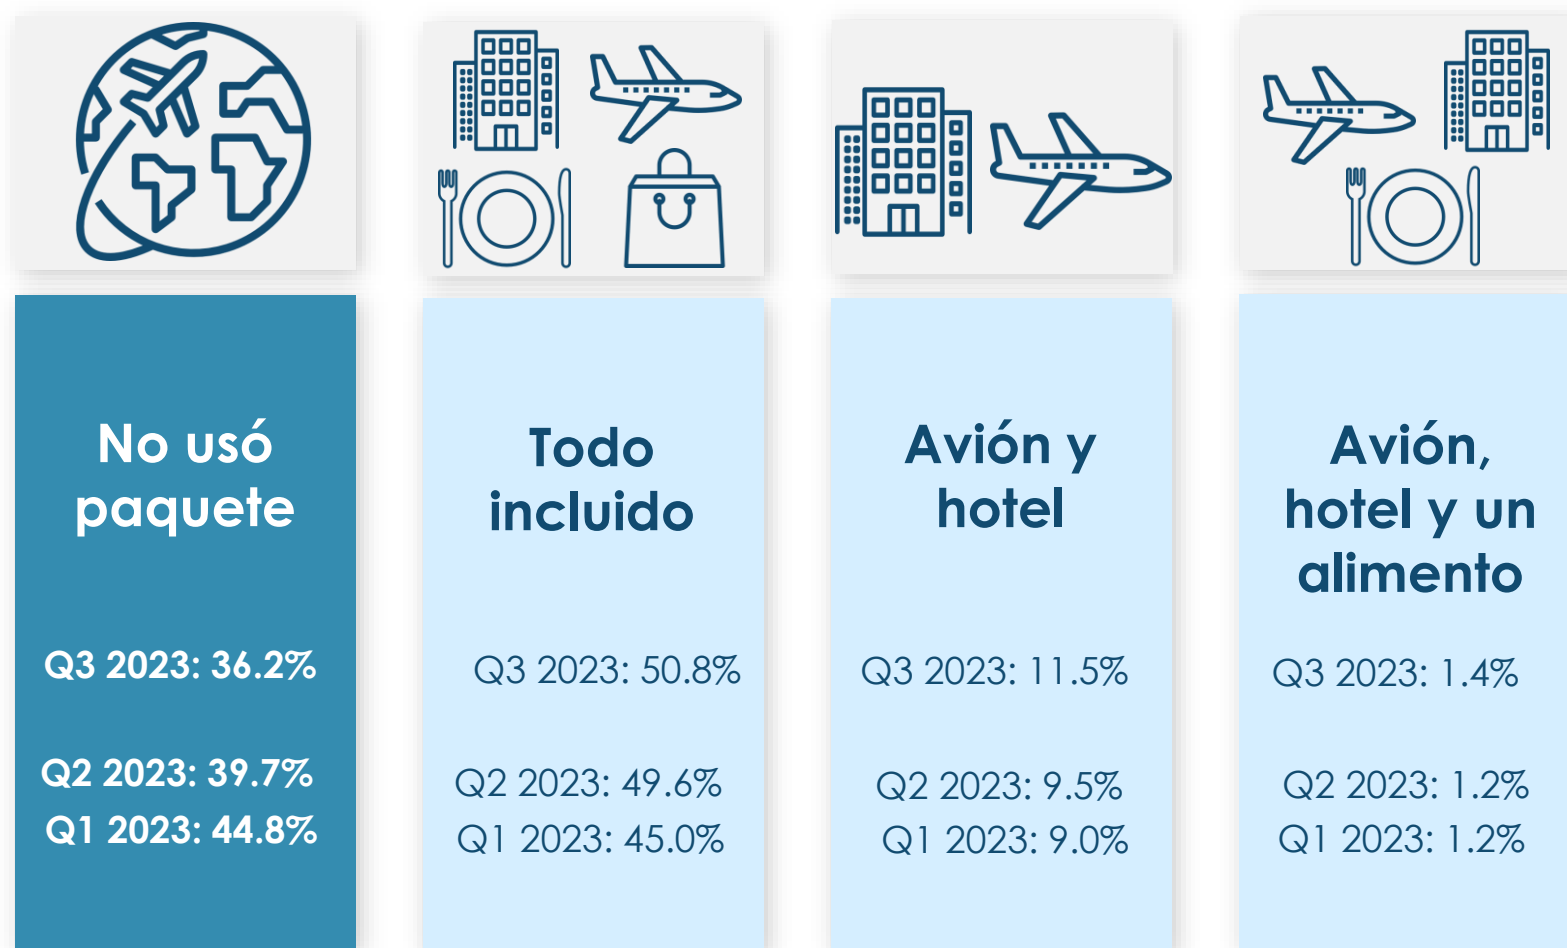 No usó
paquete
Q3 2023: 36.2%
Q2 2023: 39.7%
Q1 2023: 44.8%
Todo
incluido
Q3 2023: 50.8%
Q2 2023: 49.6%
Q1 2023: 45.0%
Avión y
hotel
Q3 2023: 11.5%
Q2 2023: 9.5%
Q1 2023: 9.0%
Avión,
hotel y un
alimento
Q3 2023: 1.4%
Q2 2023: 1.2%
Q1 2023: 1.2%